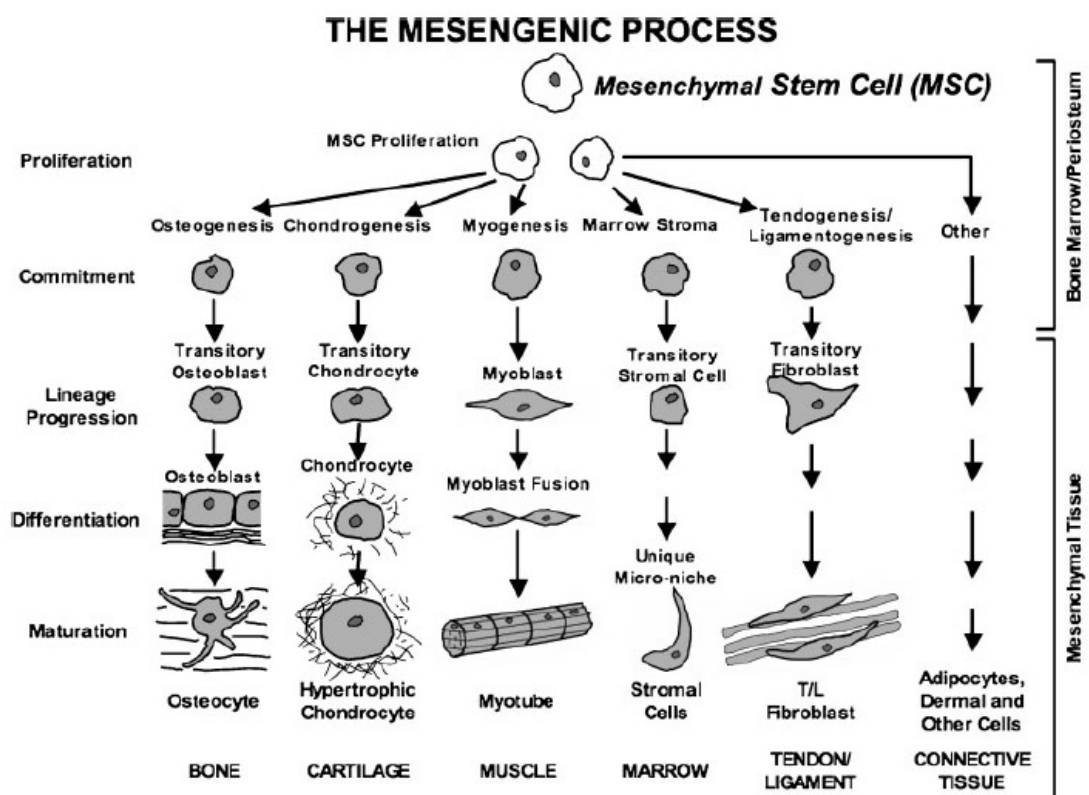 THE MESENGENIC PROCESS
Mesenchymal Stem Cell (MSC)
MSC Proliferation
Proliferation
Osteogenesis
Chondrogenesis
Myogenesis
Marrow Stroma
Tendogenesis/
Ligamentogenesis
Other
Commitment
Transitory
Osteoblast
Transitory
Chondrocyte
Myoblast
Transitory
Stromal Cell
Transitory
Fibroblast
Lineage
Progression
Osteoblast
Chondrocyte
Myoblast Fusion
Differentiation
Unique
Micro-niche
Maturation
Osteocyte
Hypertrophic
Chondrocyte
Myotube
Stromal
Cells
T/L
Fibroblast
Adipocytes,
Dermal and
Other Cells
BONE
CARTILAGE
MUSCLE
MARROW
TENDON/
LIGAMENT
CONNECTIVE
TISSUE
Bone Marrow/Periosteum
Mesenchymal Tissue